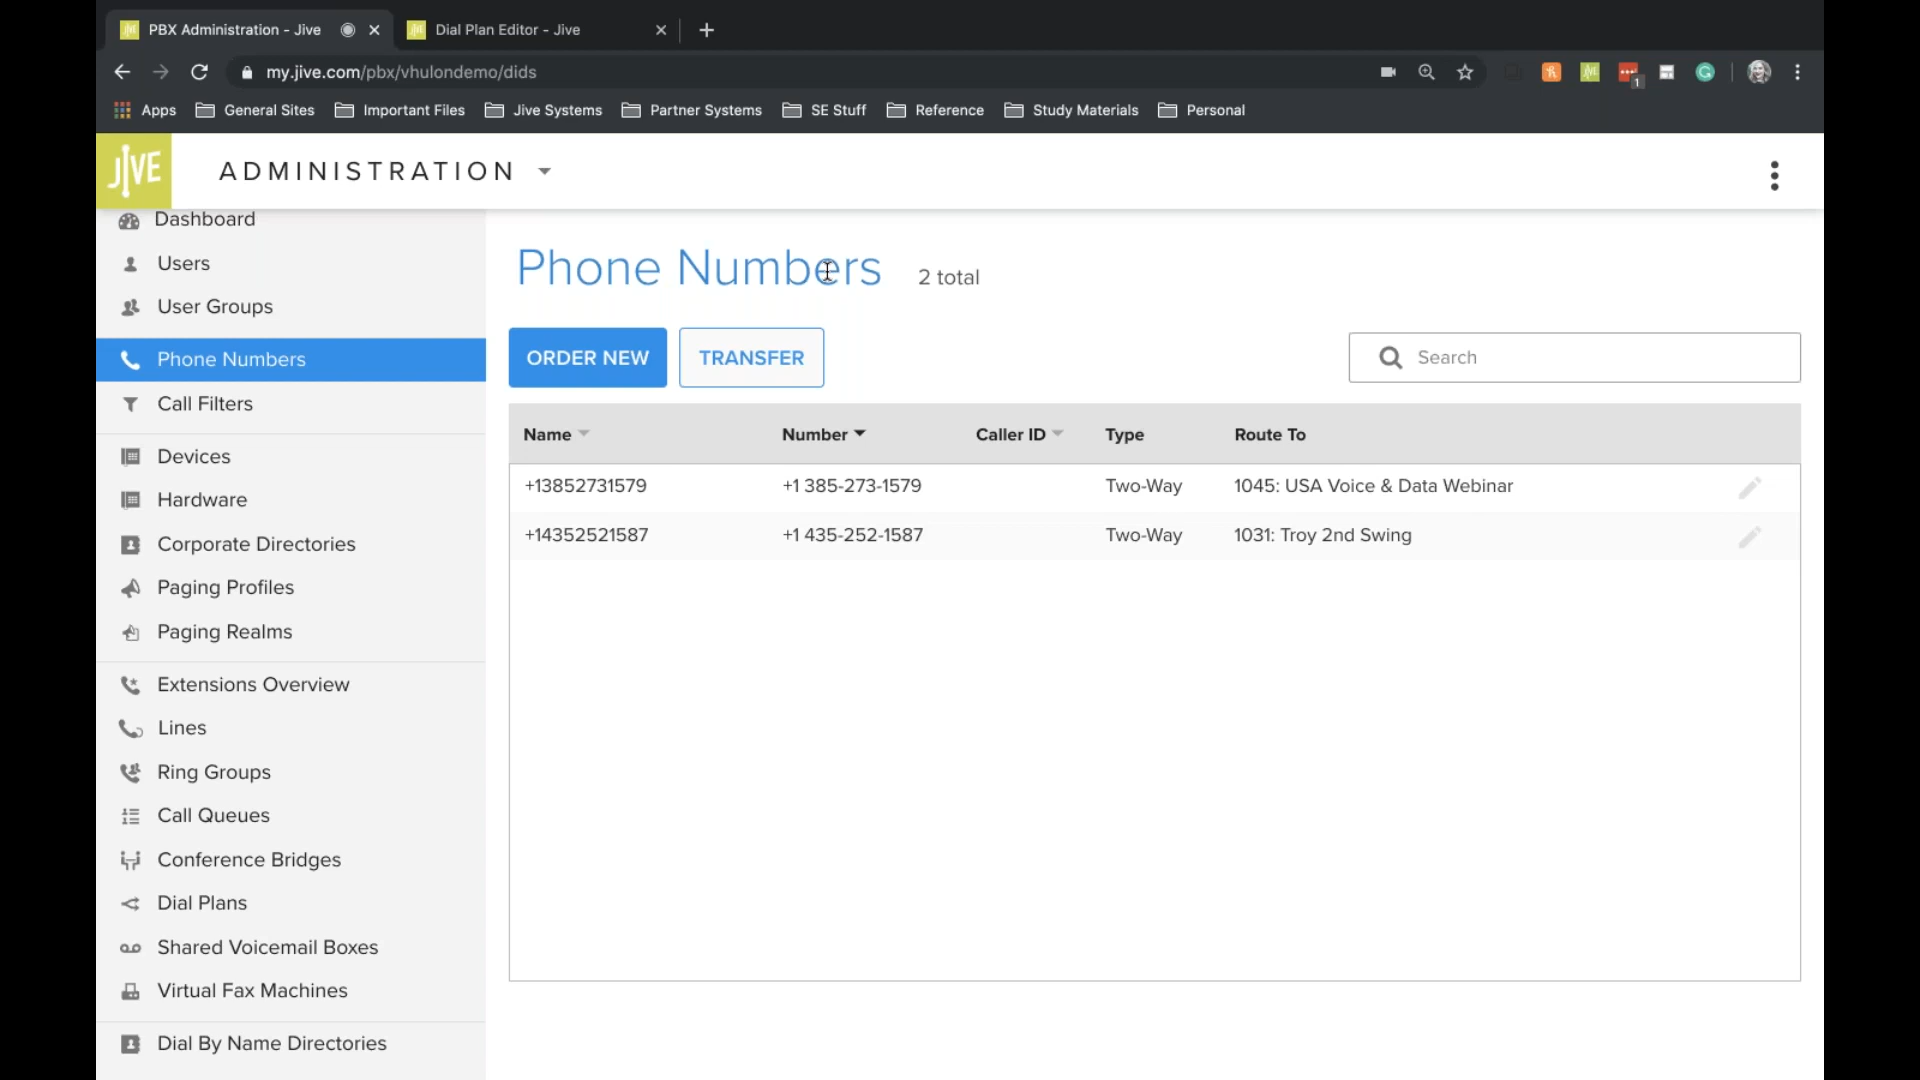 PBX Administration - Jive
Dial Plan Editor - Jive
my.jive.com/pbx/vhulondemo/dids
1
Apps
General Sites
Important Files
Jive Systems
Partner Systems
SE Stuff
Reference
Study Materials
Personal
JIVE
ADMINISTRATION
Dashboard
Users
User Groups
Phone Numbers
Call Filters
Devices
Hardware
Corporate Directories
Paging Profiles
Paging Realms
Extensions Overview
Lines
Ring Groups
Call Queues
Conference Bridges
Dial Plans
Shared Voicemail Boxes
Virtual Fax Machines
Dial By Name Directories
Phone Numbers 2 total
ORDER NEW
TRANSFER
Search
Name Number Caller ID Type Route To
+13852731579 +1 385-273-1579 Two-Way 1045: USA Voice & Data Webinar
+14352521587 +1 435-252-1587 Two-Way 1031: Troy 2nd Swing